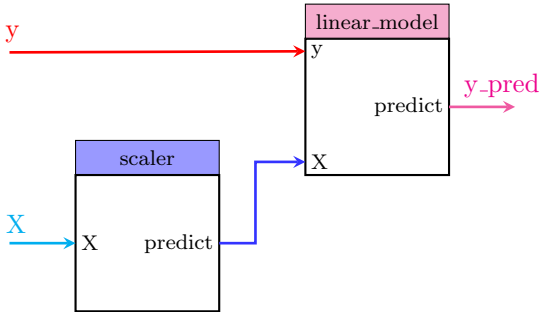 linear_model
y
y
y_pred
predict
X
scaler
X
X
predict